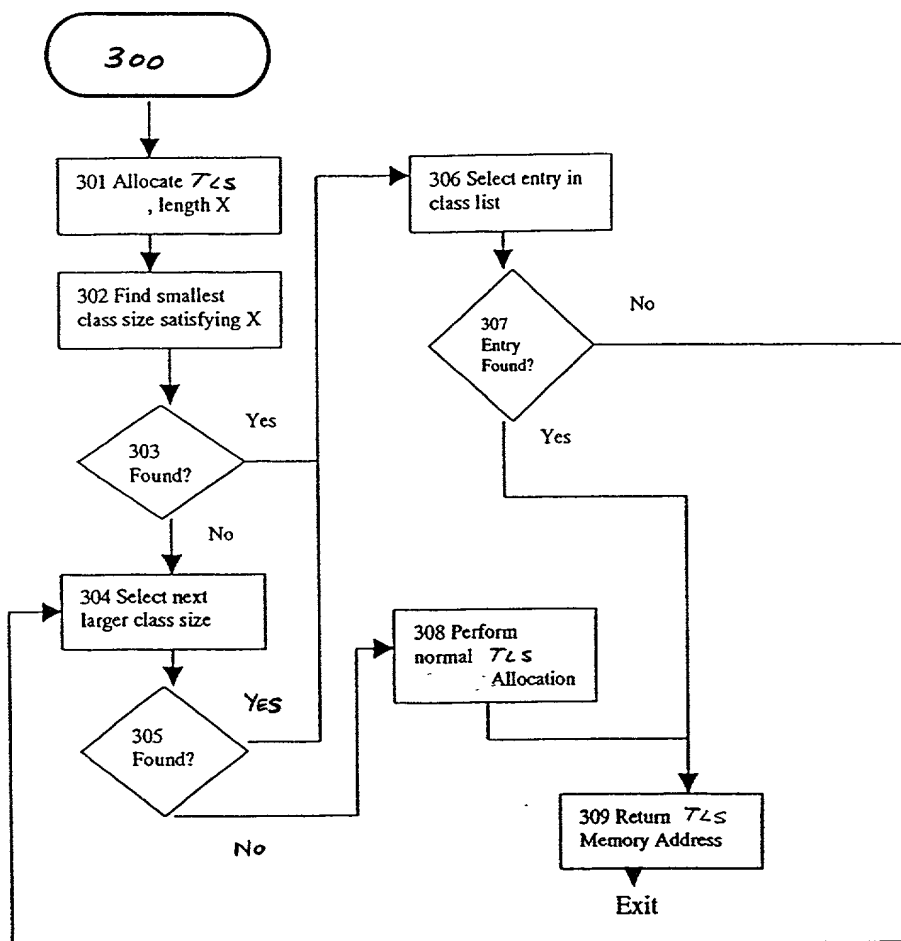 300
301 Allocate TLS
, length X
302 Find smallest
class size satisfying X
Yes
303
Found?
No
304 Select next
larger class size
YES
305
Found?
No
306 Select entry in
class list
No
307
Entry
Found?
Yes
308 Perform
normal TLS
Allocation
309 Return TLS
Memory Address
Exit